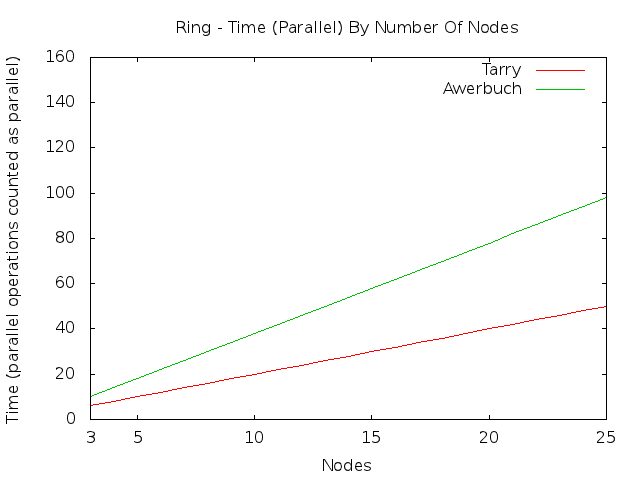 Ring - Time (Parallel) By Number Of Nodes
Time (parallel operations counted as parallel)
Tarry
Awerbuch
160
140
120
100
80
60
40
20
0
3 5 10 15 20 25
Nodes